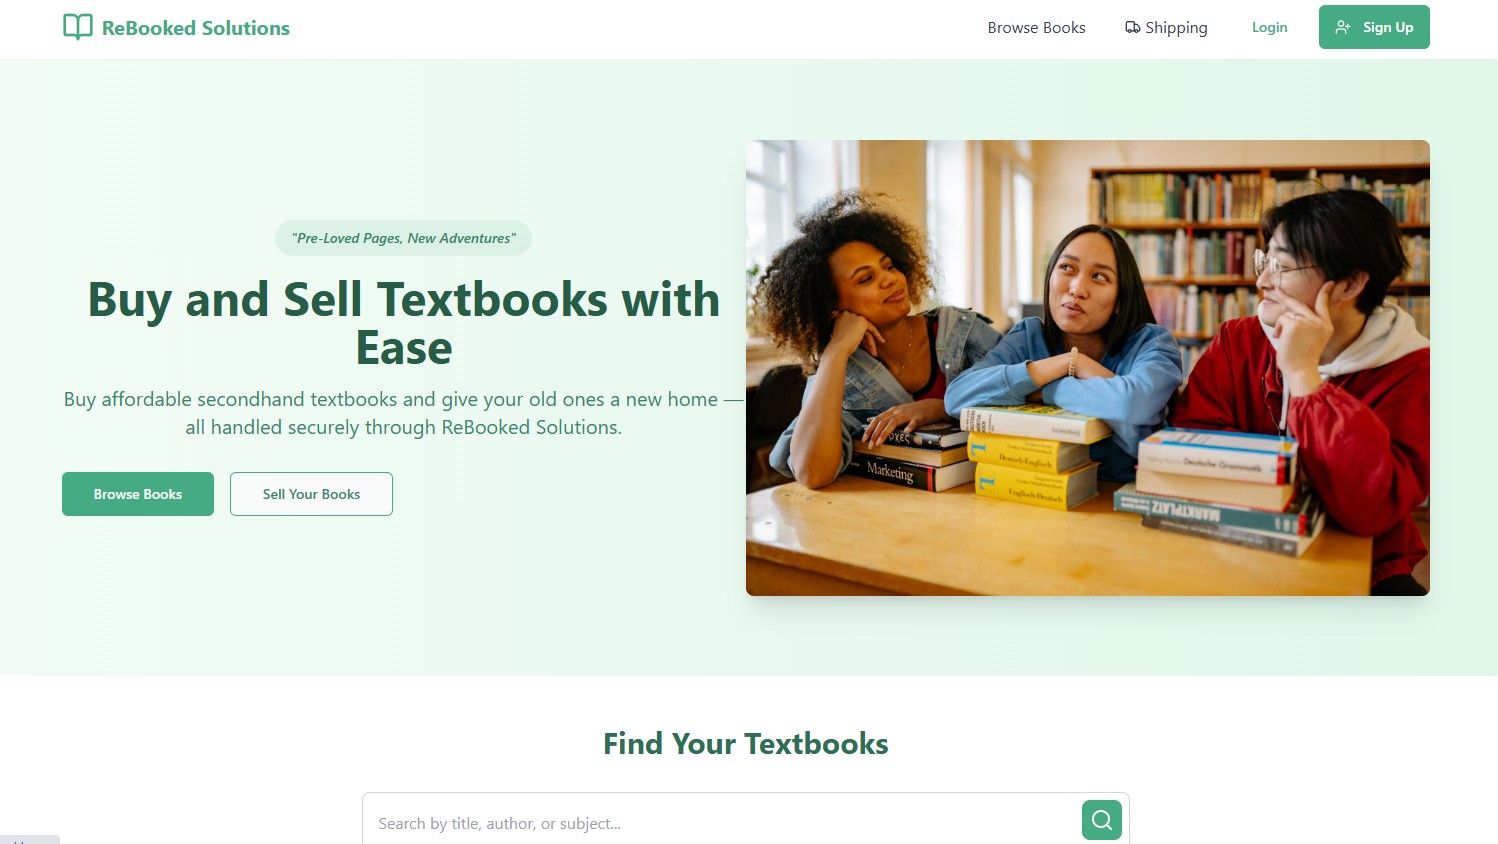 ReBooked Solutions
Browse Books
Shipping
Login
Sign Up
"Pre-Loved Pages, New Adventures"
Buy and Sell Textbooks with
Ease
Buy affordable secondhand textbooks and give your old ones a new home —
all handled securely through ReBooked Solutions.
Browse Books
Sell Your Books
Marketing
Deutsch-Englisch
Englisch-Deutsch
Deutsche Grammatik
MARKTPLATZ
Find Your Textbooks
Search by title, author, or subject...